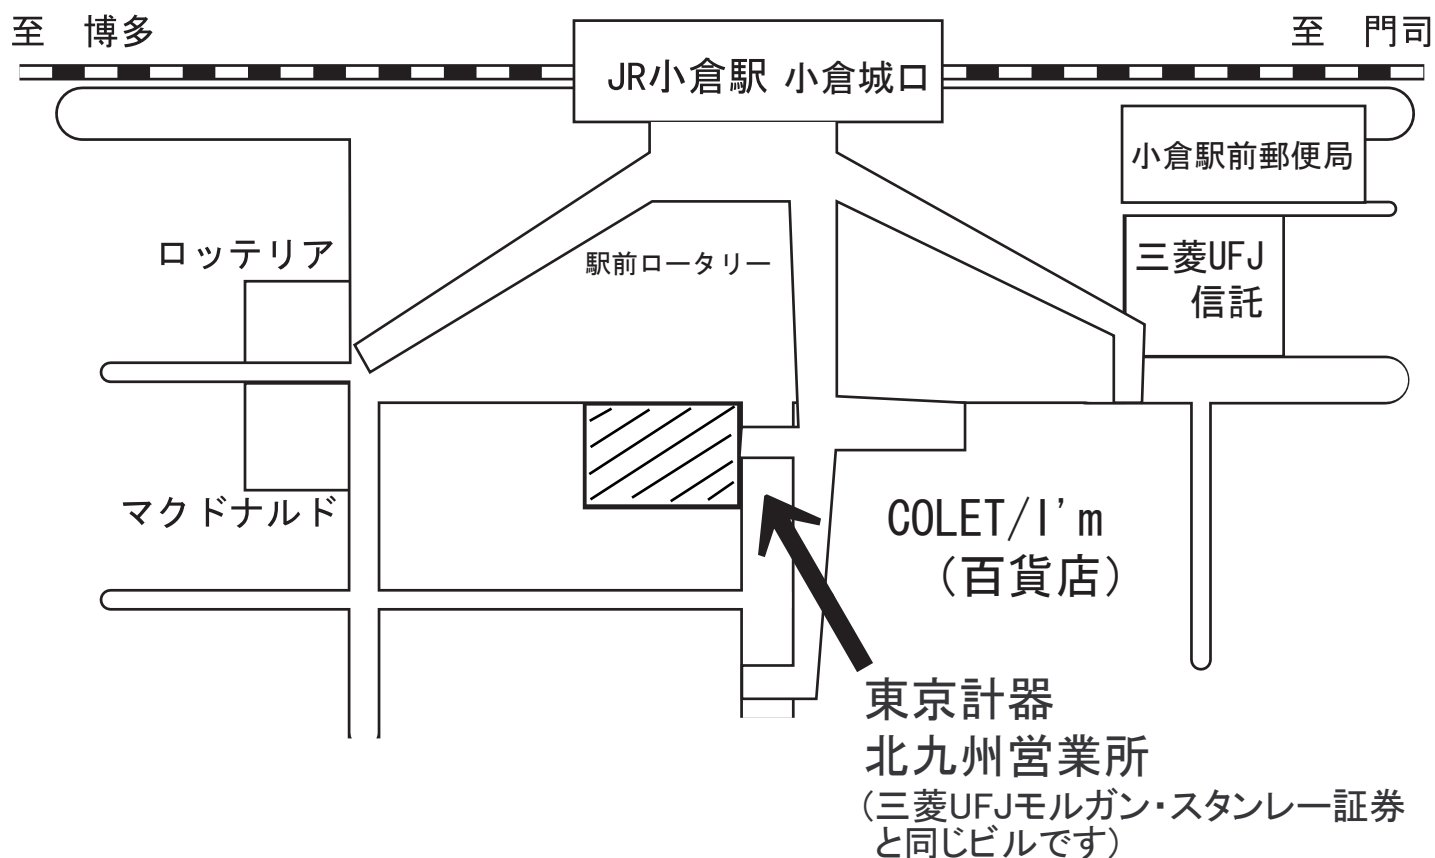 至　博多
至　門司
JR小倉駅 小倉城口
小倉駅前郵便局
ロッテリア
駅前ロータリー
三菱UFJ
信託
マクドナルド
COLET/I'm
(百貨店)
東京計器
北九州営業所
(三菱UFJモルガン・スタンレー証券
と同じビルです)